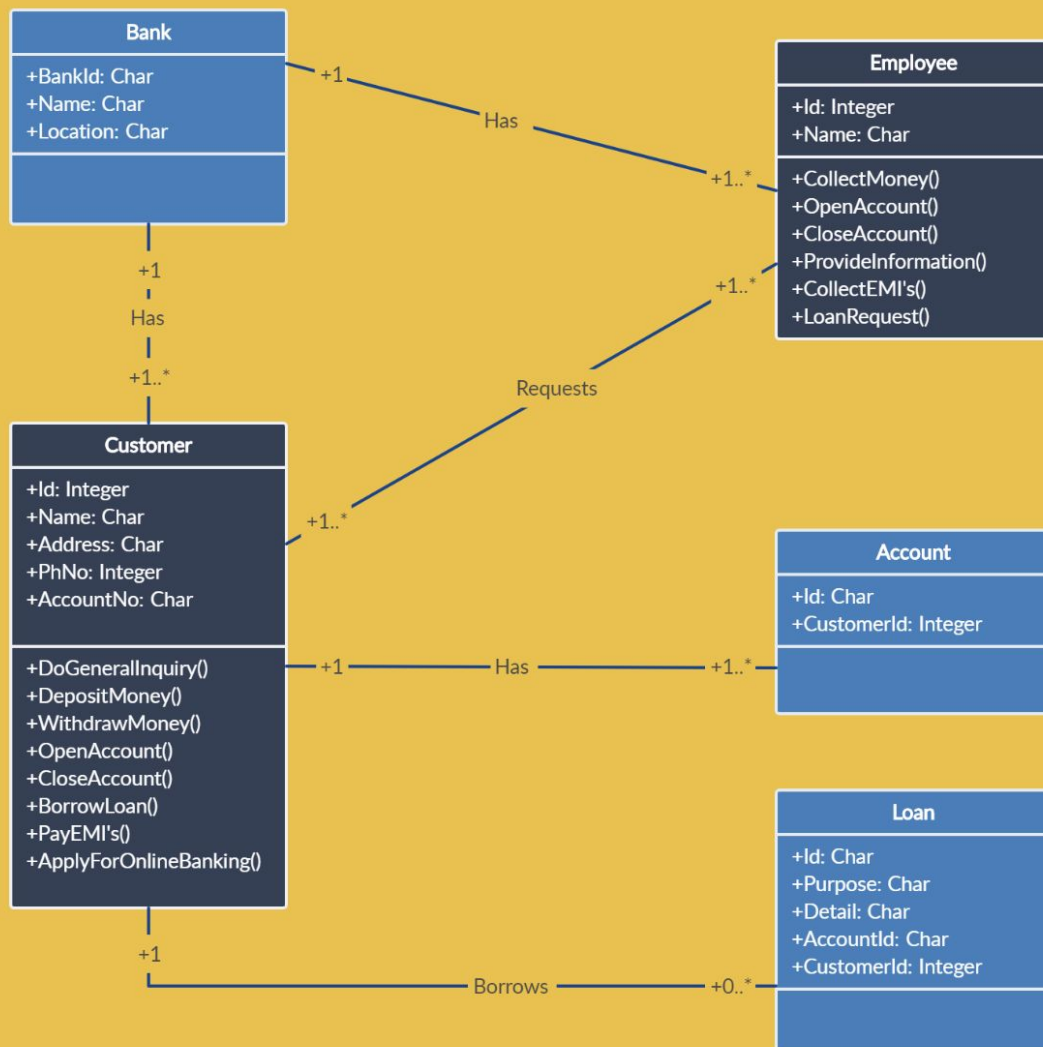 Bank
+BankId: Char
+Name: Char
+Location: Char
+1
Has
+1..*
Employee
+Id: Integer
+Name: Char
+CollectMoney()
+OpenAccount()
+CloseAccount()
+ProvideInformation()
+CollectEMI's()
+LoanRequest()
+1
Has
+1..*
+1..*
Requests
+1..*
Customer
+Id: Integer
+Name: Char
+Address: Char
+PhNo: Integer
+AccountNo: Char
+DoGeneralInquiry()
+DepositMoney()
+WithdrawMoney()
+OpenAccount()
+CloseAccount()
+BorrowLoan()
+PayEMI's()
+ApplyForOnlineBanking()
+1
Has
+1..*
Account
+Id: Char
+CustomerId: Integer
+1
Borrows
+0..*
Loan
+Id: Char
+Purpose: Char
+Detail: Char
+AccountId: Char
+CustomerId: Integer